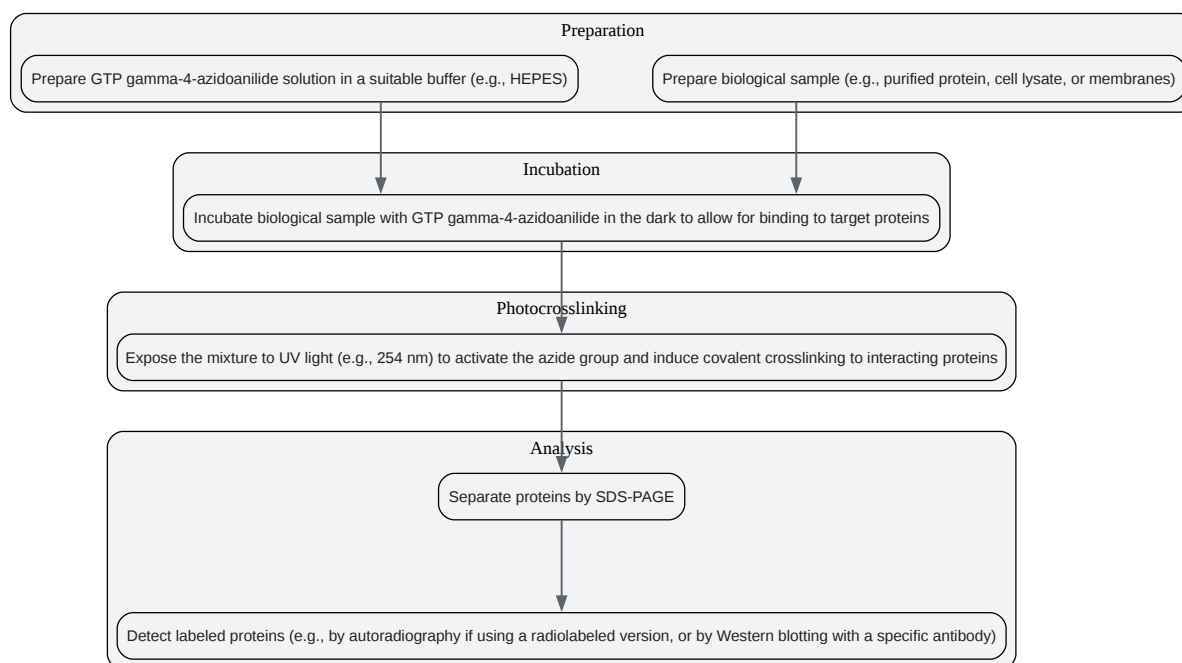 Preparation
Prepare GTP gamma-4-azidoanilide solution in a suitable buffer (e.g., HEPES)
Prepare biological sample (e.g., purified protein, cell lysate, or membranes)
Incubation
Incubate biological sample with GTP gamma-4-azidoanilide in the dark to allow for binding to target proteins
Photocrosslinking
Expose the mixture to UV light (e.g., 254 nm) to activate the azide group and induce covalent crosslinking to interacting proteins
Analysis
Separate proteins by SDS-PAGE
Detect labeled proteins (e.g., by autoradiography if using a radiolabeled version, or by Western blotting with a specific antibody)